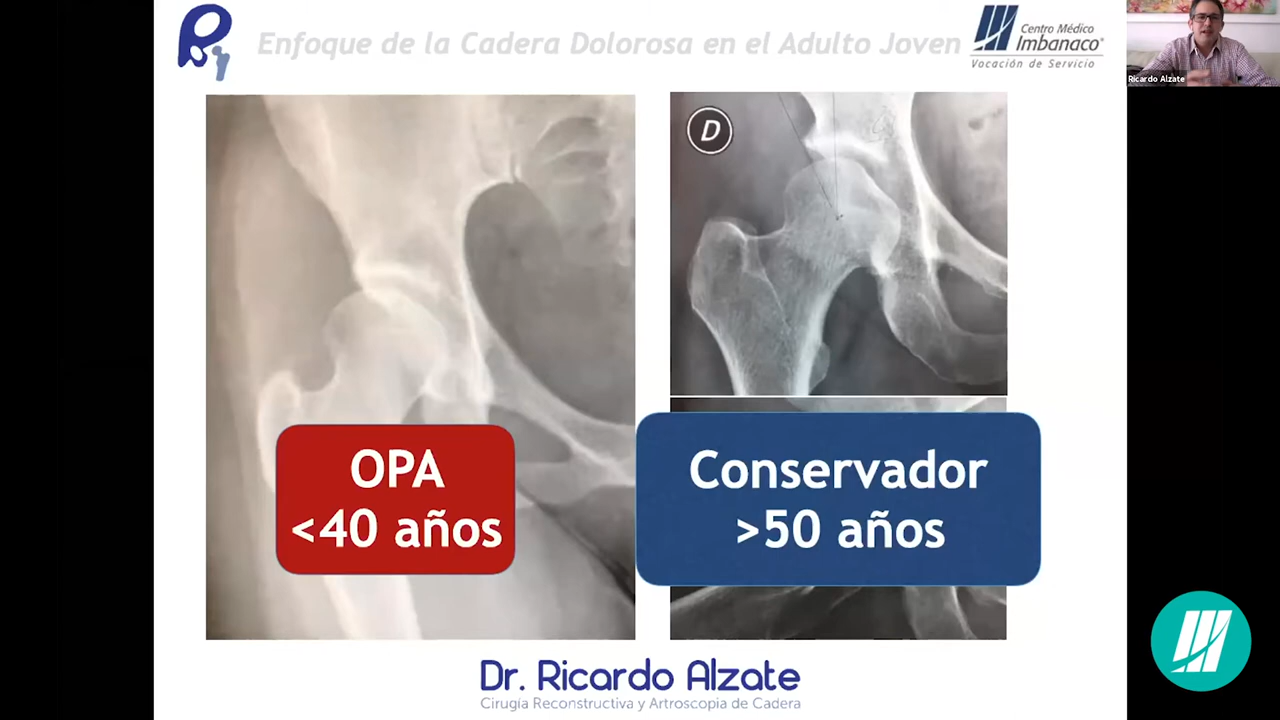 Enfoque de la Cadera Dolorosa en el Adulto Joven
Centro Médico
Imbanaco®
Vocación de Servicio
Ricardo Alzate
D
OPA
<40 años
Conservador
>50 años
Dr. Ricardo Alzate
Cirugía Reconstructiva y Artroscopia de Cadera